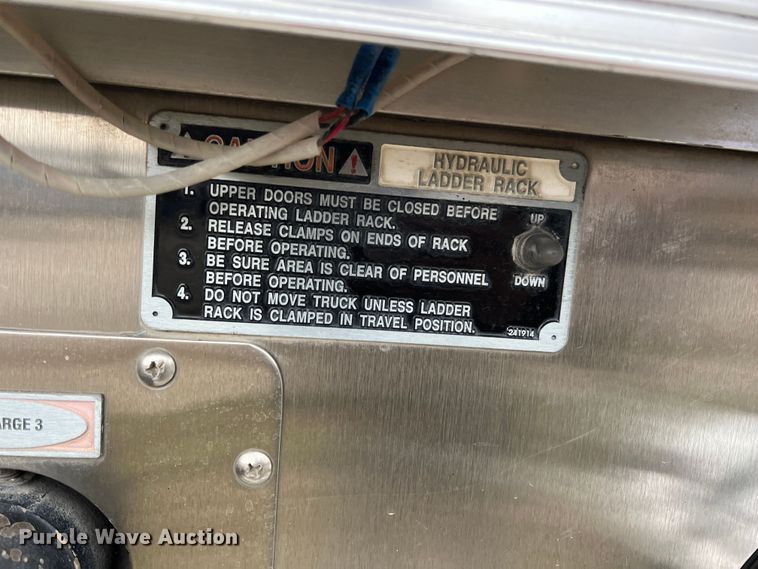 CAUTION
HYDRAULIC
LADDER RACK
1. UPPER DOORS MUST BE CLOSED BEFORE
OPERATING LADDER RACK.
2. RELEASE CLAMPS ON ENDS OF RACK
BEFORE OPERATING.
3. BE SURE AREA IS CLEAR OF PERSONNEL
BEFORE OPERATING.
4. DO NOT MOVE TRUCK UNLESS LADDER
RACK IS CLAMPED IN TRAVEL POSITION.
UP
DOWN
241914
ARGE 3
Purple Wave Auction